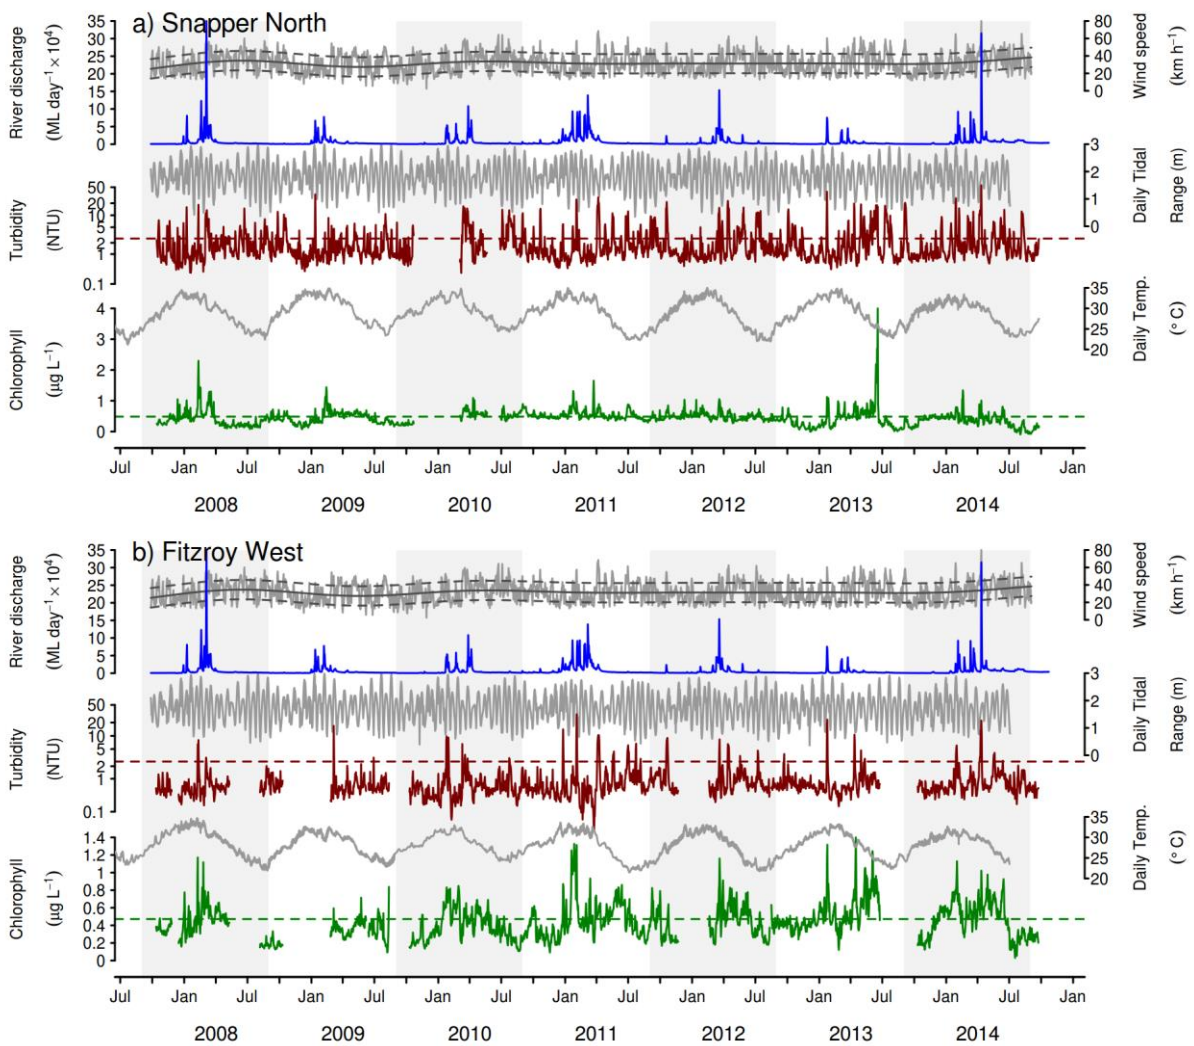 a) Snapper North
River discharge
(ML day⁻¹ × 10⁴)
35
30
25
20
15
10
5
0
80
60
40
20
0
Wind speed
(km h⁻¹)
Turbidity
(NTU)
50
20
10
5
2
1
0.1
3
2
1
0
Daily Tidal
Range (m)
Chlorophyll
(µg L⁻¹)
4
3
2
1
0
35
30
25
20
Daily Temp.
(° C)
Jul Jan Jul Jan Jul Jan Jul Jan Jul Jan Jul Jan Jul Jan Jul Jan
2008 2009 2010 2011 2012 2013 2014
b) Fitzroy West
River discharge
(ML day⁻¹ × 10⁴)
35
30
25
20
15
10
5
0
80
60
40
20
0
Wind speed
(km h⁻¹)
Turbidity
(NTU)
50
20
10
5
2
1
0.1
3
2
1
0
Daily Tidal
Range (m)
Chlorophyll
(µg L⁻¹)
1.4
1.2
1
0.8
0.6
0.4
0.2
0
35
30
25
20
Daily Temp.
(° C)
Jul Jan Jul Jan Jul Jan Jul Jan Jul Jan Jul Jan Jul Jan Jul Jan
2008 2009 2010 2011 2012 2013 2014